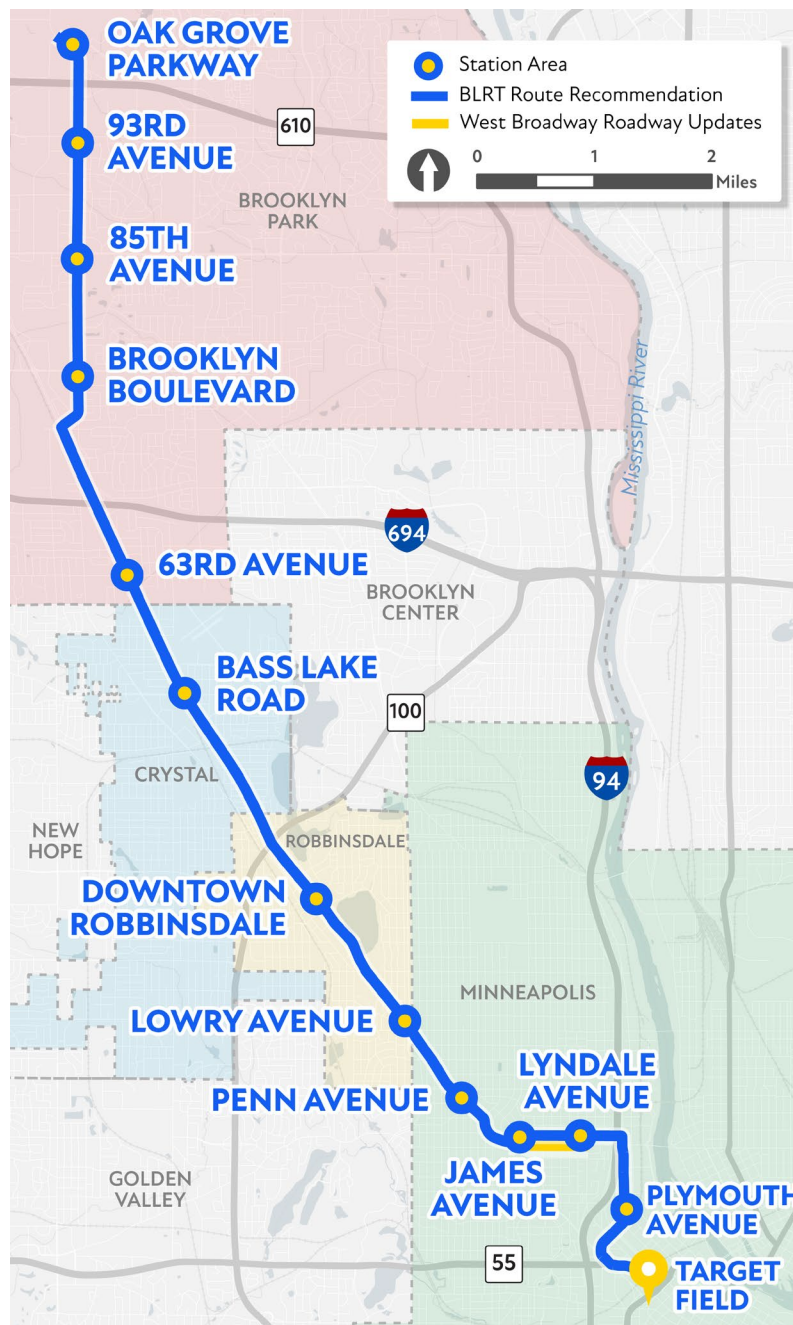 OAK GROVE
PARKWAY
Station Area
BLRT Route Recommendation
West Broadway Roadway Updates
0 1 2
Miles
93RD
AVENUE
610
BROOKLYN
PARK
85TH
AVENUE
BROOKLYN
BOULEVARD
Mississippi River
694
63RD AVENUE
BROOKLYN
CENTER
BASS LAKE
ROAD
100
CRYSTAL
94
NEW
HOPE
ROBBINSDALE
DOWNTOWN
ROBBINSDALE
MINNEAPOLIS
LOWRY AVENUE
LYNDALE
AVENUE
PENN AVENUE
JAMES
AVENUE
GOLDEN
VALLEY
PLYMOUTH
AVENUE
55
TARGET
FIELD